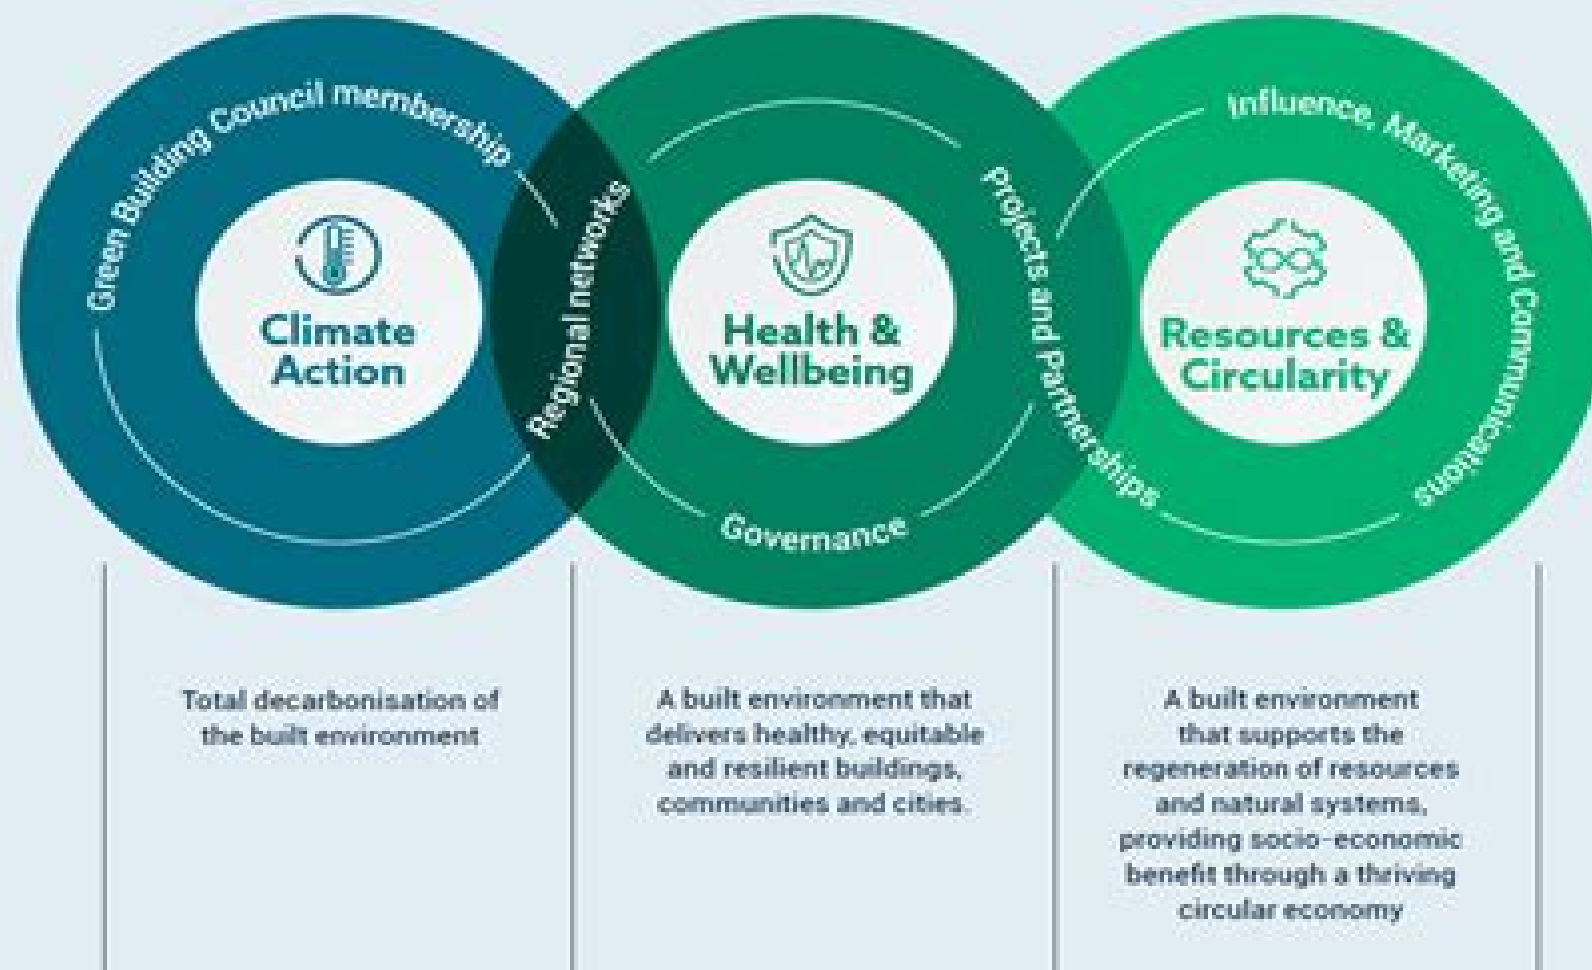 Green Building Council membership
Regional networks
Governance
Projects and Partnerships
Influence, Marketing and Communications
Climate
Action
Health &
Wellbeing
Resources &
Circularity
Total decarbonisation of
the built environment
A built environment that
delivers healthy, equitable
and resilient buildings,
communities and cities.
A built environment
that supports the
regeneration of resources
and natural systems,
providing socio-economic
benefit through a thriving
circular economy